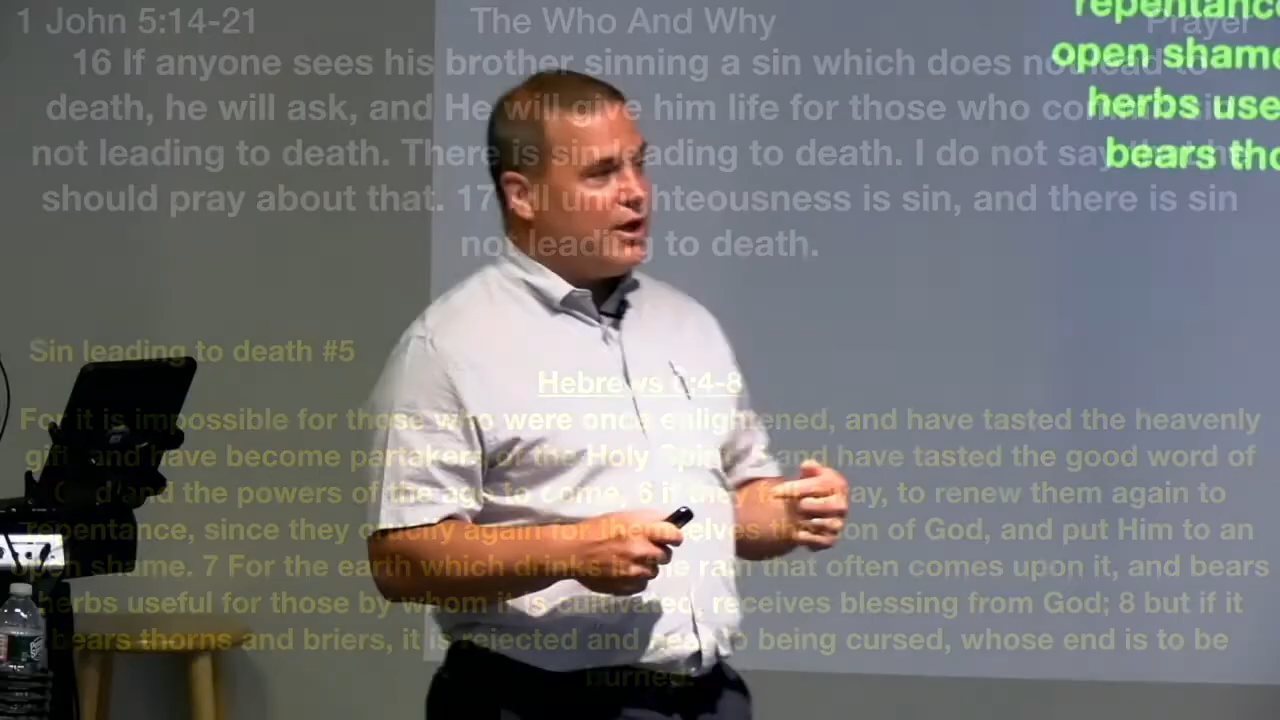 1 John 5:14-21 The Who And Why Prayer
repentance
open shame
16 If anyone sees his brother sinning a sin which does not lead to
death, he will ask, and He will give him life for those who commit sin
herbs use
not leading to death. There is sin leading to death. I do not say that he
bears tho
should pray about that. 17 All unrighteousness is sin, and there is sin
not leading to death.
Sin leading to death #5
Hebrews 6:4-8
For it is impossible for those who were once enlightened, and have tasted the heavenly
gift, and have become partakers of the Holy Spirit, and have tasted the good word of
God and the powers of the age to come, 6 if they fall away, to renew them again to
repentance, since they crucify again for themselves the Son of God, and put Him to an
open shame. 7 For the earth which drinks in the rain that often comes upon it, and bears
herbs useful for those by whom it is cultivated, receives blessing from God; 8 but if it
bears thorns and briers, it is rejected and near to being cursed, whose end is to be
burned.